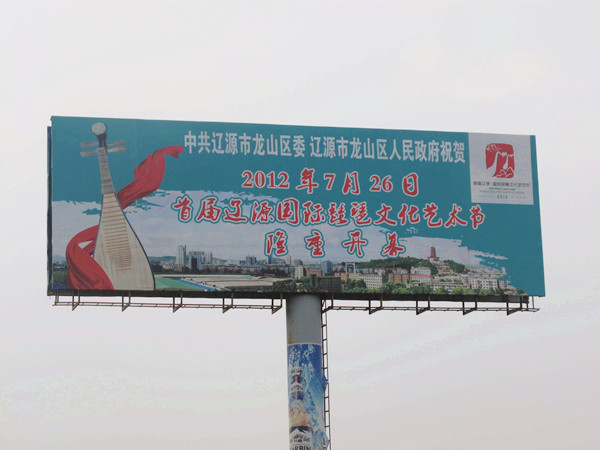 中共辽源市龙山区委 辽源市龙山区人民政府祝贺
2012年7月26日
首届辽源国际琵琶文化艺术节
隆重开幕